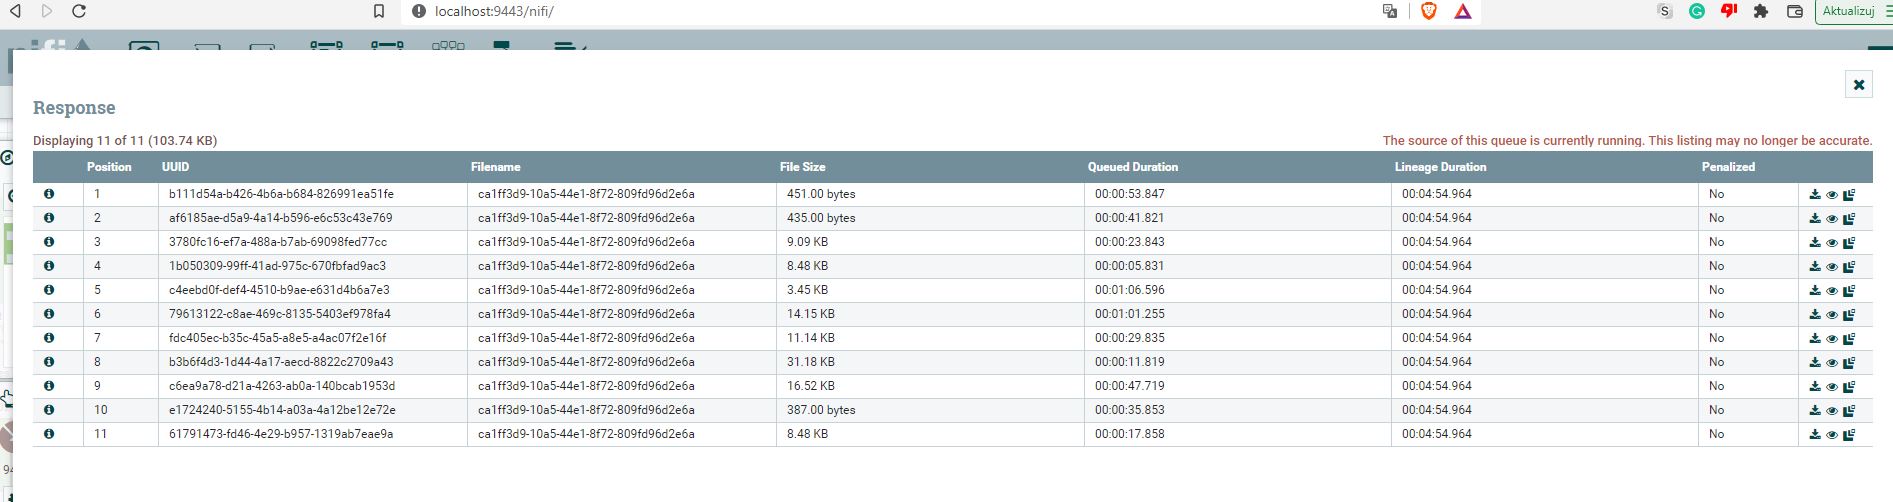 localhost:9443/nifi/
Aktualizuj
Response
Displaying 11 of 11 (103.74 KB)
The source of this queue is currently running. This listing may no longer be accurate.
Position UUID Filename File Size Queued Duration Lineage Duration Penalized
1 b111d54a-b426-4b6a-b684-826991ea51fe ca1ff3d9-10a5-44e1-8f72-809fd96d2e6a 451.00 bytes 00:00:53.847 00:04:54.964 No
2 af6185ae-d5a9-4a14-b596-e6c53c43e769 ca1ff3d9-10a5-44e1-8f72-809fd96d2e6a 435.00 bytes 00:00:41.821 00:04:54.964 No
3 3780fc16-ef7a-488a-b7ab-69098fed77cc ca1ff3d9-10a5-44e1-8f72-809fd96d2e6a 9.09 KB 00:00:23.843 00:04:54.964 No
4 1b050309-99ff-41ad-975c-670fbfad9ac3 ca1ff3d9-10a5-44e1-8f72-809fd96d2e6a 8.48 KB 00:00:05.831 00:04:54.964 No
5 c4eebd0f-def4-4510-b9ae-e631d4b6a7e3 ca1ff3d9-10a5-44e1-8f72-809fd96d2e6a 3.45 KB 00:01:06.596 00:04:54.964 No
6 79613122-c8ae-469c-8135-5403ef978fa4 ca1ff3d9-10a5-44e1-8f72-809fd96d2e6a 14.15 KB 00:01:01.255 00:04:54.964 No
7 fdc405ec-b35c-45a5-a8e5-a4ac07f2e16f ca1ff3d9-10a5-44e1-8f72-809fd96d2e6a 11.14 KB 00:00:29.835 00:04:54.964 No
8 b3b6f4d3-1d44-4a17-aecd-8822c2709a43 ca1ff3d9-10a5-44e1-8f72-809fd96d2e6a 31.18 KB 00:00:11.819 00:04:54.964 No
9 c6ea9a78-d21a-4263-ab0a-140bcab1953d ca1ff3d9-10a5-44e1-8f72-809fd96d2e6a 16.52 KB 00:00:47.719 00:04:54.964 No
10 e1724240-5155-4b14-a03a-4a12be12e72e ca1ff3d9-10a5-44e1-8f72-809fd96d2e6a 387.00 bytes 00:00:35.853 00:04:54.964 No
11 61791473-fd46-4e29-b957-1319ab7eae9a ca1ff3d9-10a5-44e1-8f72-809fd96d2e6a 8.48 KB 00:00:17.858 00:04:54.964 No